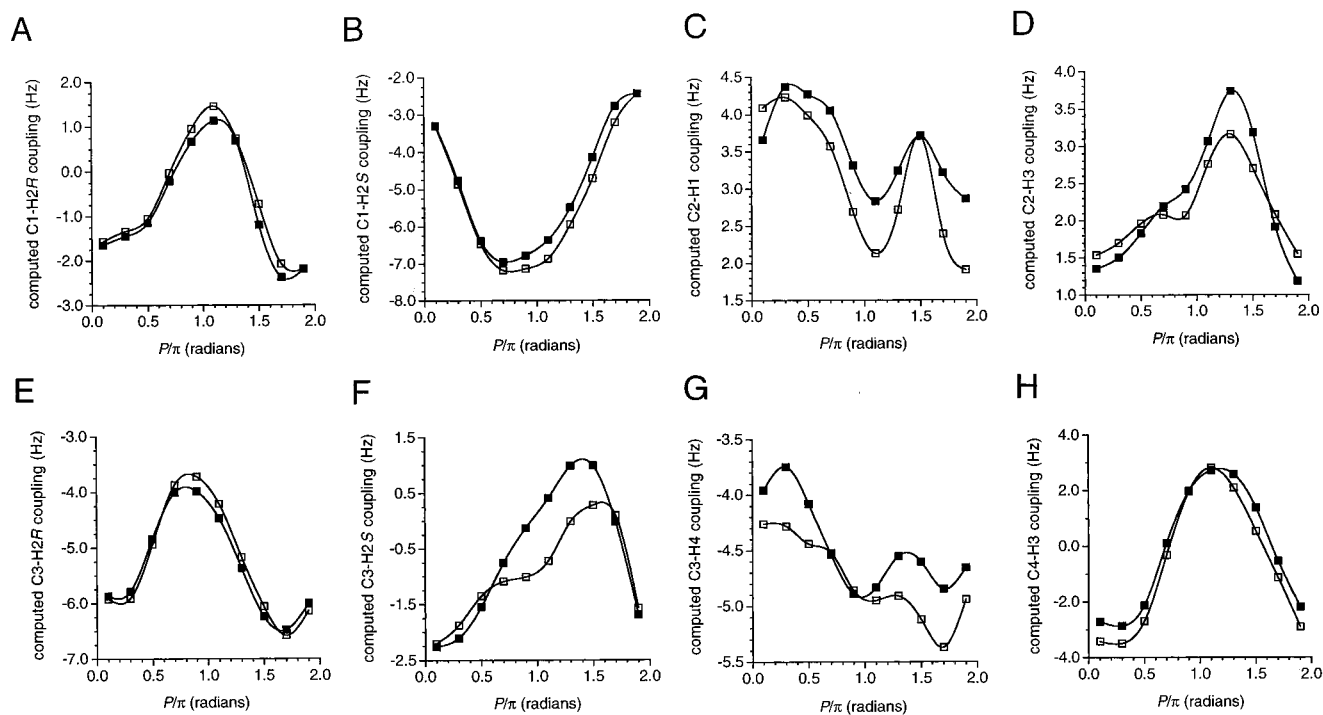 A
B
C
D
computed C1-H2R coupling (Hz)
2.0
1.0
0.0
-1.0
-2.0
-3.0
0.0 0.5 1.0 1.5 2.0
P/π (radians)
computed C1-H2S coupling (Hz)
-2.0
-3.0
-4.0
-5.0
-6.0
-7.0
-8.0
0.0 0.5 1.0 1.5 2.0
P/π (radians)
computed C2-H1 coupling (Hz)
4.5
4.0
3.5
3.0
2.5
2.0
1.5
0.0 0.5 1.0 1.5 2.0
P/π (radians)
computed C2-H3 coupling (Hz)
4.0
3.5
3.0
2.5
2.0
1.5
1.0
0.0 0.5 1.0 1.5 2.0
P/π (radians)
E
F
G
H
computed C3-H2R coupling (Hz)
-3.0
-4.0
-5.0
-6.0
-7.0
0.0 0.5 1.0 1.5 2.0
P/π (radians)
computed C3-H2S coupling (Hz)
1.5
0.5
-0.5
-1.5
-2.5
0.0 0.5 1.0 1.5 2.0
P/π (radians)
computed C3-H4 coupling (Hz)
-3.5
-4.0
-4.5
-5.0
-5.5
0.0 0.5 1.0 1.5 2.0
P/π (radians)
computed C4-H3 coupling (Hz)
4.0
2.0
0.0
-2.0
-4.0
0.0 0.5 1.0 1.5 2.0
P/π (radians)